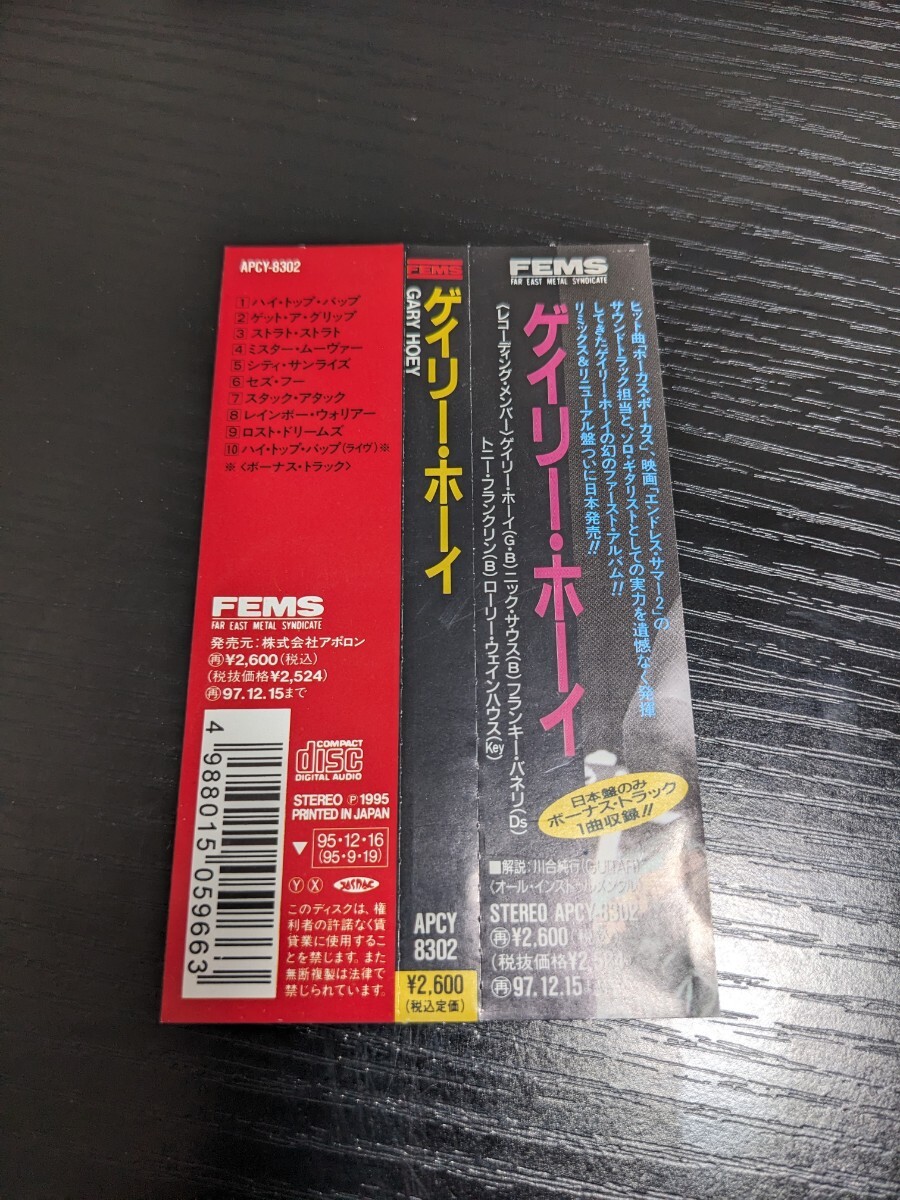 APCY-8302
1 ハイ・トップ・バップ
2 ゲット・ア・グリップ
3 ストラト・ストラト
4 ミスター・ムーヴァー
5 シティ・サンライズ
6 セズ・フー
7 スタック・アタック
8 レインボー・ウォリアー
9 ロスト・ドリームズ
10 ハイ・トップ・バップ(ライヴ)※
※〈ボーナス・トラック〉
FEMS
FAR EAST METAL SYNDICATE
発売元:株式会社アポロン
再¥2,600(税込)
(税抜価格¥2,524)
再97.12.15まで
4988015059663
COMPACT
disc
DIGITAL AUDIO
STEREO Ⓟ1995
PRINTED IN JAPAN
▼ 95・12・16
(95・9・19)
Ⓨ Ⓧ JASRAC
このディスクは、権
利者の許諾なく賃
貸業に使用するこ
とを禁じます。また
無断複製は法律で
禁じられています。
FEMS
ゲイリー・ホーイ
GARY HOEY
APCY
8302
¥2,600
(税込定価)
FEMS
FAR EAST METAL SYNDICATE
ヒット曲「ホーカス・ポーカス」、映画「エンドレス・サマー2」の
サウンドトラック担当と、ソロ・ギタリストとしての実力を遺憾なく発揮
してきた、ゲイリー・ホーイの幻のファースト・アルバム!!
リミックス&リニューアル盤ついに日本発売!!
ゲイリー・ホーイ
〈レコーディング・メンバー〉ゲイリー・ホーイ(G・B)ニック・サウス(B)フランキー・バネリ(Ds)
トニー・フランクリン(B)ローリー・ウェインハウス(Key)
日本盤のみ
ボーナス・トラック
1曲収録!!
■解説:川合純行(GUITAR)
〈オール・インストゥルメンタル〉
STEREO APCY-8302
再¥2,600(税込)
(税抜価格¥2,524)
再97.12.15